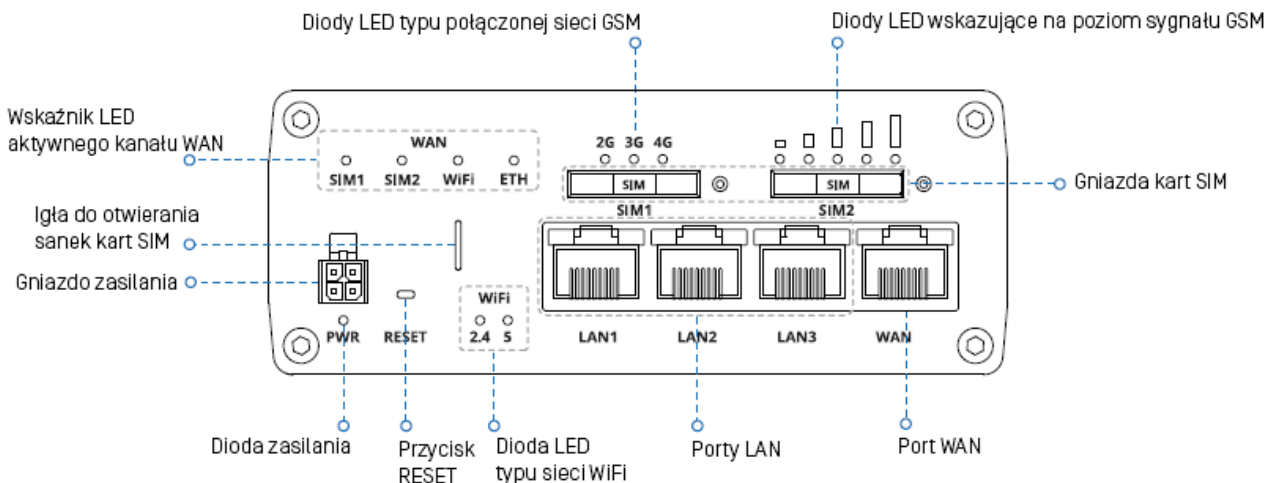 Diody LED typu połączonej sieci GSM
Diody LED wskazujące na poziom sygnału GSM
Wskaźnik LED
aktywnego kanału WAN
WAN
SIM1 SIM2 WiFi ETH
2G 3G 4G
SIM
SIM
SIM1
SIM2
Gniazda kart SIM
Igła do otwierania
sanek kart SIM
Gniazdo zasilania
PWR
RESET
WiFi
2.4 5
LAN1
LAN2
LAN3
WAN
Dioda zasilania
Przycisk
RESET
Dioda LED
typu sieci WiFi
Porty LAN
Port WAN